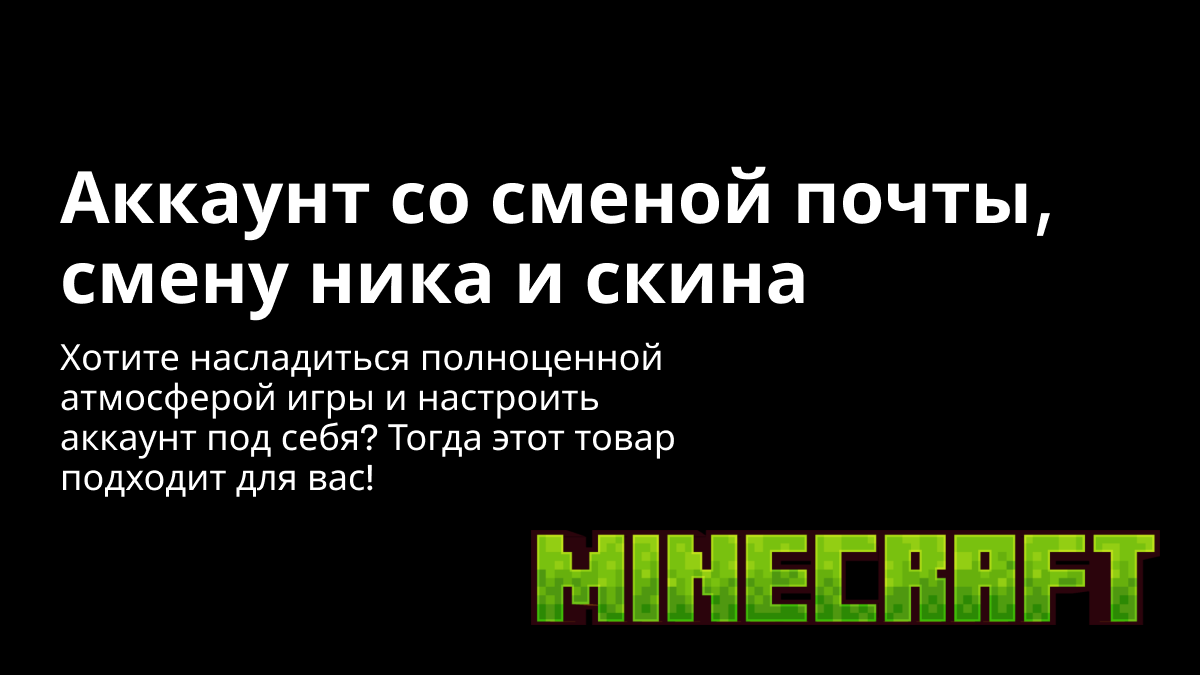 Аккаунт со сменой почты,
смену ника и скина
Хотите насладиться полноценной
атмосферой игры и настроить
аккаунт под себя? Тогда этот товар
подходит для вас!
MINECRAFT